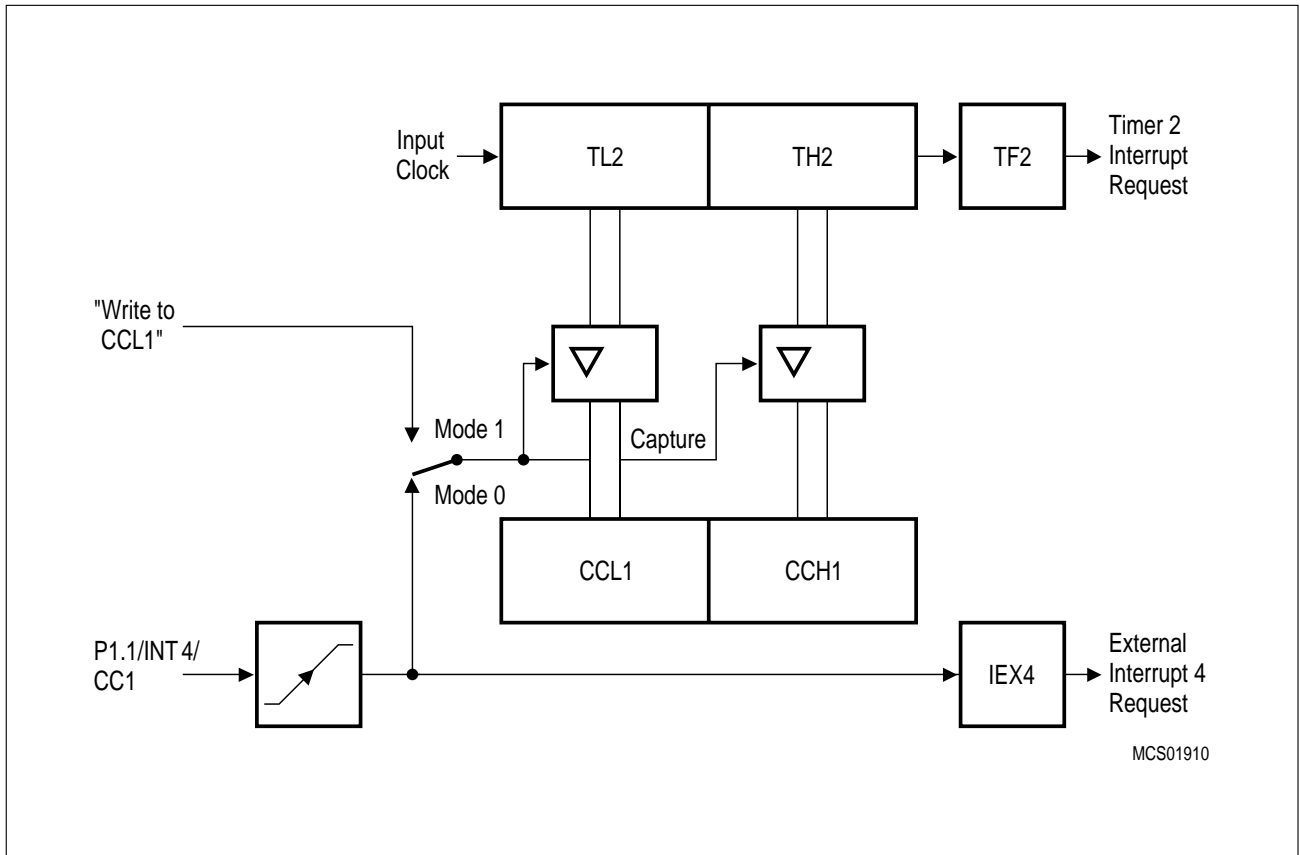 Input
Clock
TL2
TH2
TF2
Timer 2
Interrupt
Request
"Write to
CCL1"
Mode 1
Capture
Mode 0
CCL1
CCH1
P1.1/INT 4/
CC1
IEX4
External
Interrupt 4
Request
MCS01910